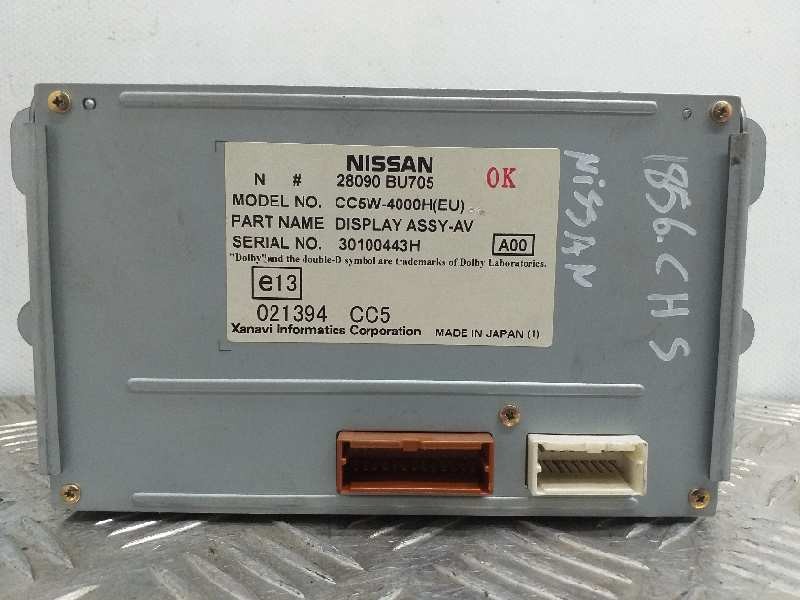 NISSAN
N # 28090 BU705 OK
MODEL NO. CC5W-4000H(EU)
PART NAME DISPLAY ASSY-AV
SERIAL NO. 30100443H A00
"Dolby"and the double-D symbol are trademarks of Dolby Laboratories.
e13
021394 CC5
Xanavi Informatics Corporation MADE IN JAPAN (1)
NiSSAN
1856.CHS